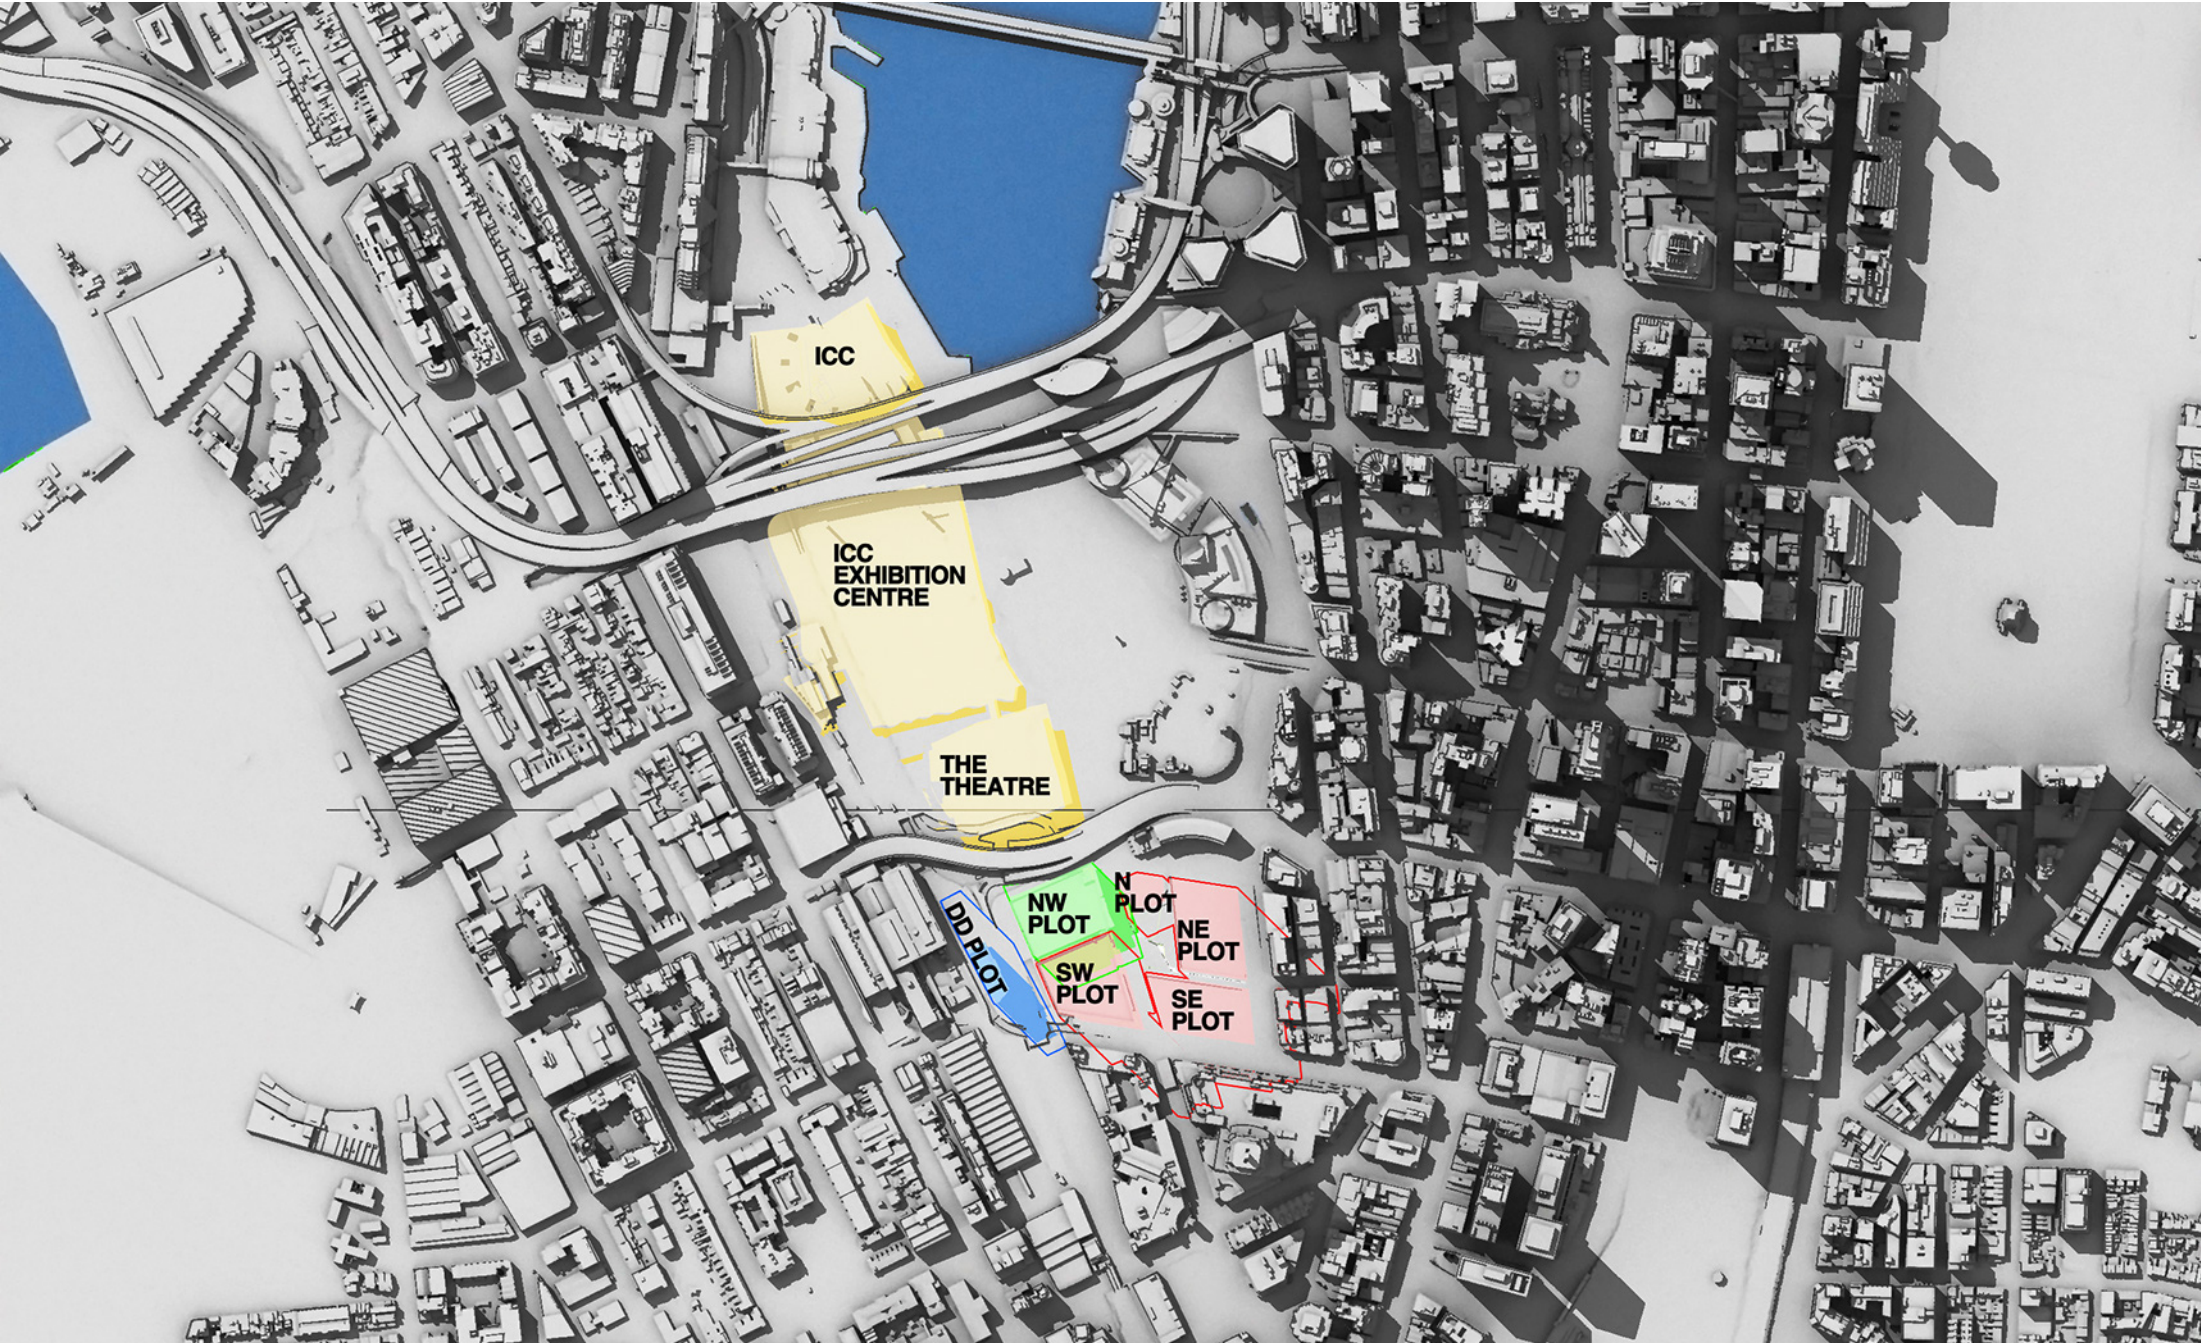 ICC
ICC
EXHIBITION
CENTRE
THE
THEATRE
DD PLOT
NW
PLOT
N
PLOT
NE
PLOT
SW
PLOT
SE
PLOT